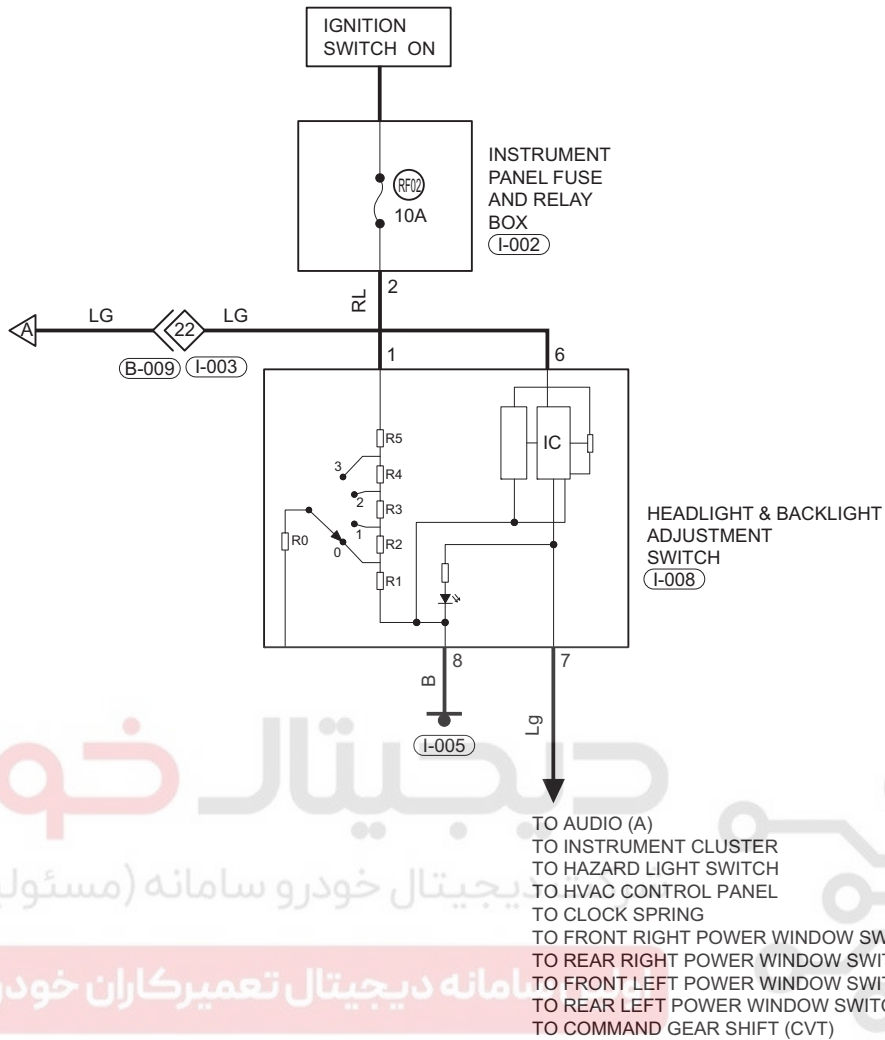 IGNITION
SWITCH ON
RF02
10A
INSTRUMENT
PANEL FUSE
AND RELAY
BOX
I-002
RL
2
A
LG
22
LG
B-009
I-003
1
6
R5
R4
R3
R2
R1
R0
3
2
1
0
IC
HEADLIGHT & BACKLIGHT
ADJUSTMENT
SWITCH
I-008
8
7
B
Lg
I-005
دیجیتال خو
دیجیتال خودرو سامانه (مسئولی
سامانه دیجیتال تعمیرکاران خودر
TO AUDIO (A)
TO INSTRUMENT CLUSTER
TO HAZARD LIGHT SWITCH
TO HVAC CONTROL PANEL
TO CLOCK SPRING
TO FRONT RIGHT POWER WINDOW SW
TO REAR RIGHT POWER WINDOW SWIT
TO FRONT LEFT POWER WINDOW SWIT
TO REAR LEFT POWER WINDOW SWITC
TO COMMAND GEAR SHIFT (CVT)